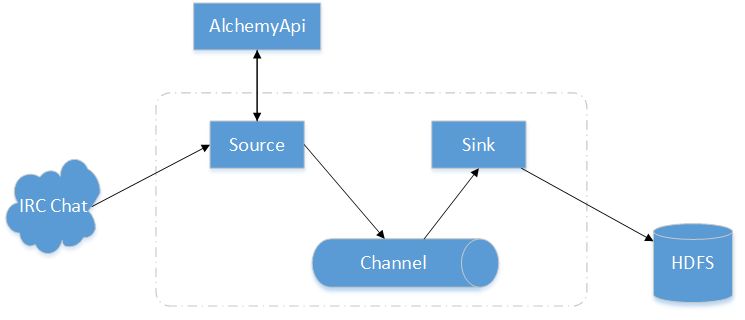 AlchemyApi
Source
Sink
IRC Chat
Channel
HDFS